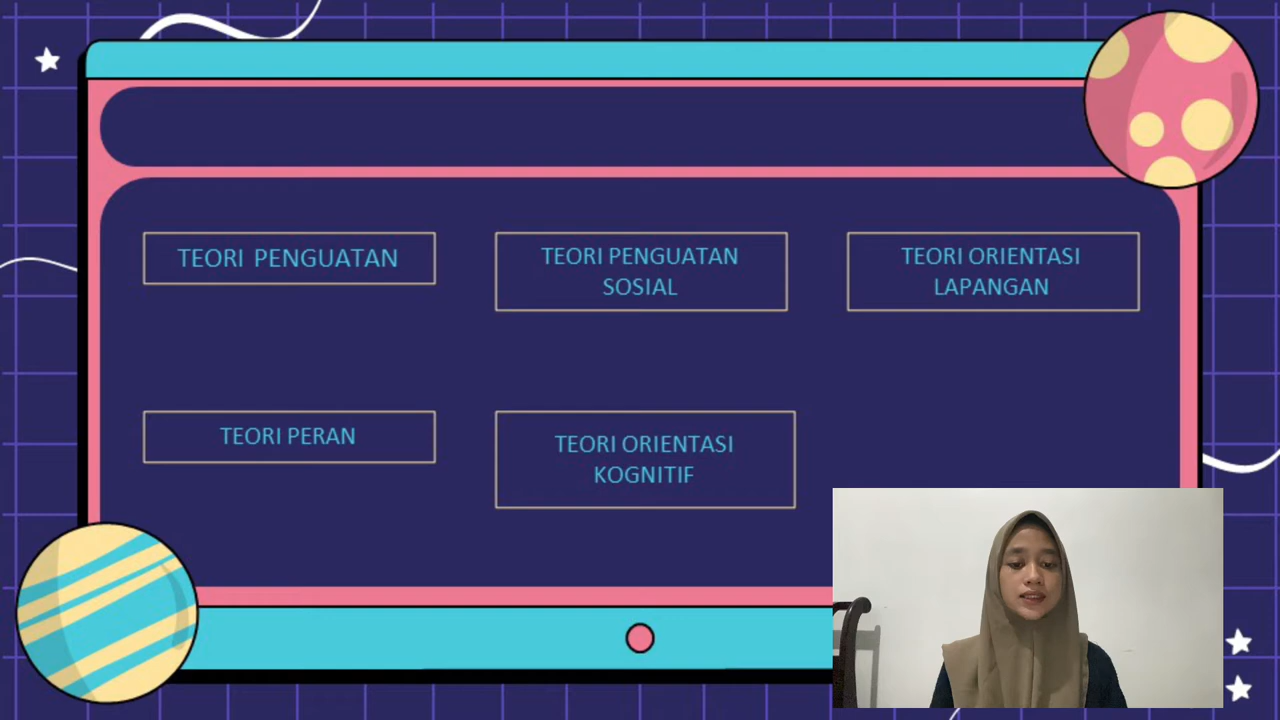 TEORI PENGUATAN
TEORI PENGUATAN
SOSIAL
TEORI ORIENTASI
LAPANGAN
TEORI PERAN
TEORI ORIENTASI
KOGNITIF